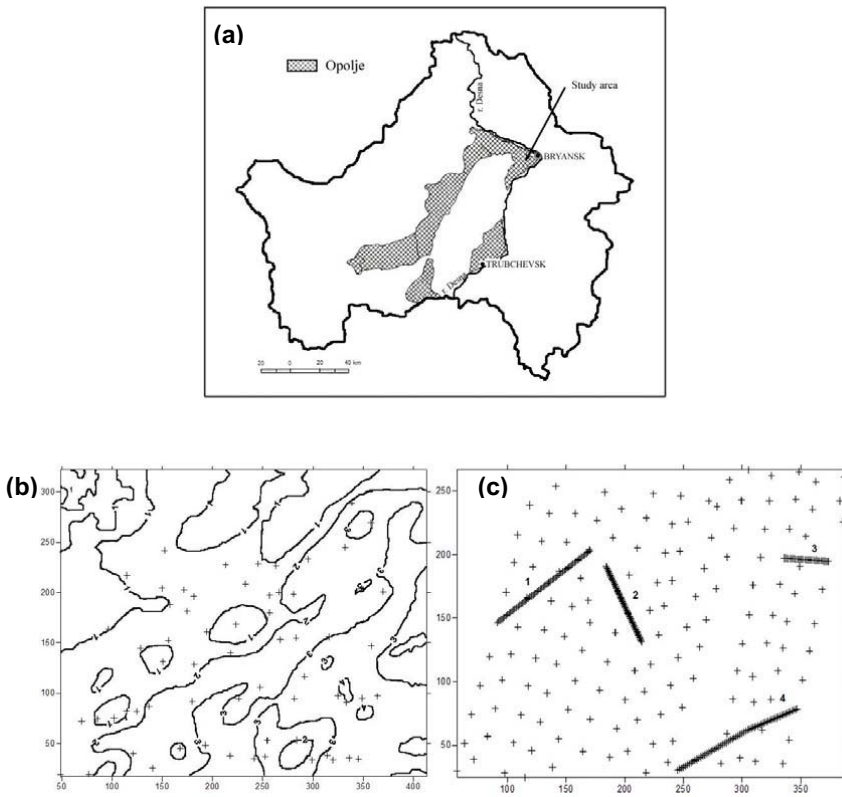 (a)
Opolje
r. Desna
Study area
BRYANSK
TRUBCHEVSK
r. Desna
20 0 20 40 km
(b)
300
250
200
150
100
50
50 100 150 200 250 300 350 400
(c)
250
200
150
100
50
1
2
3
4
100 150 200 250 300 350